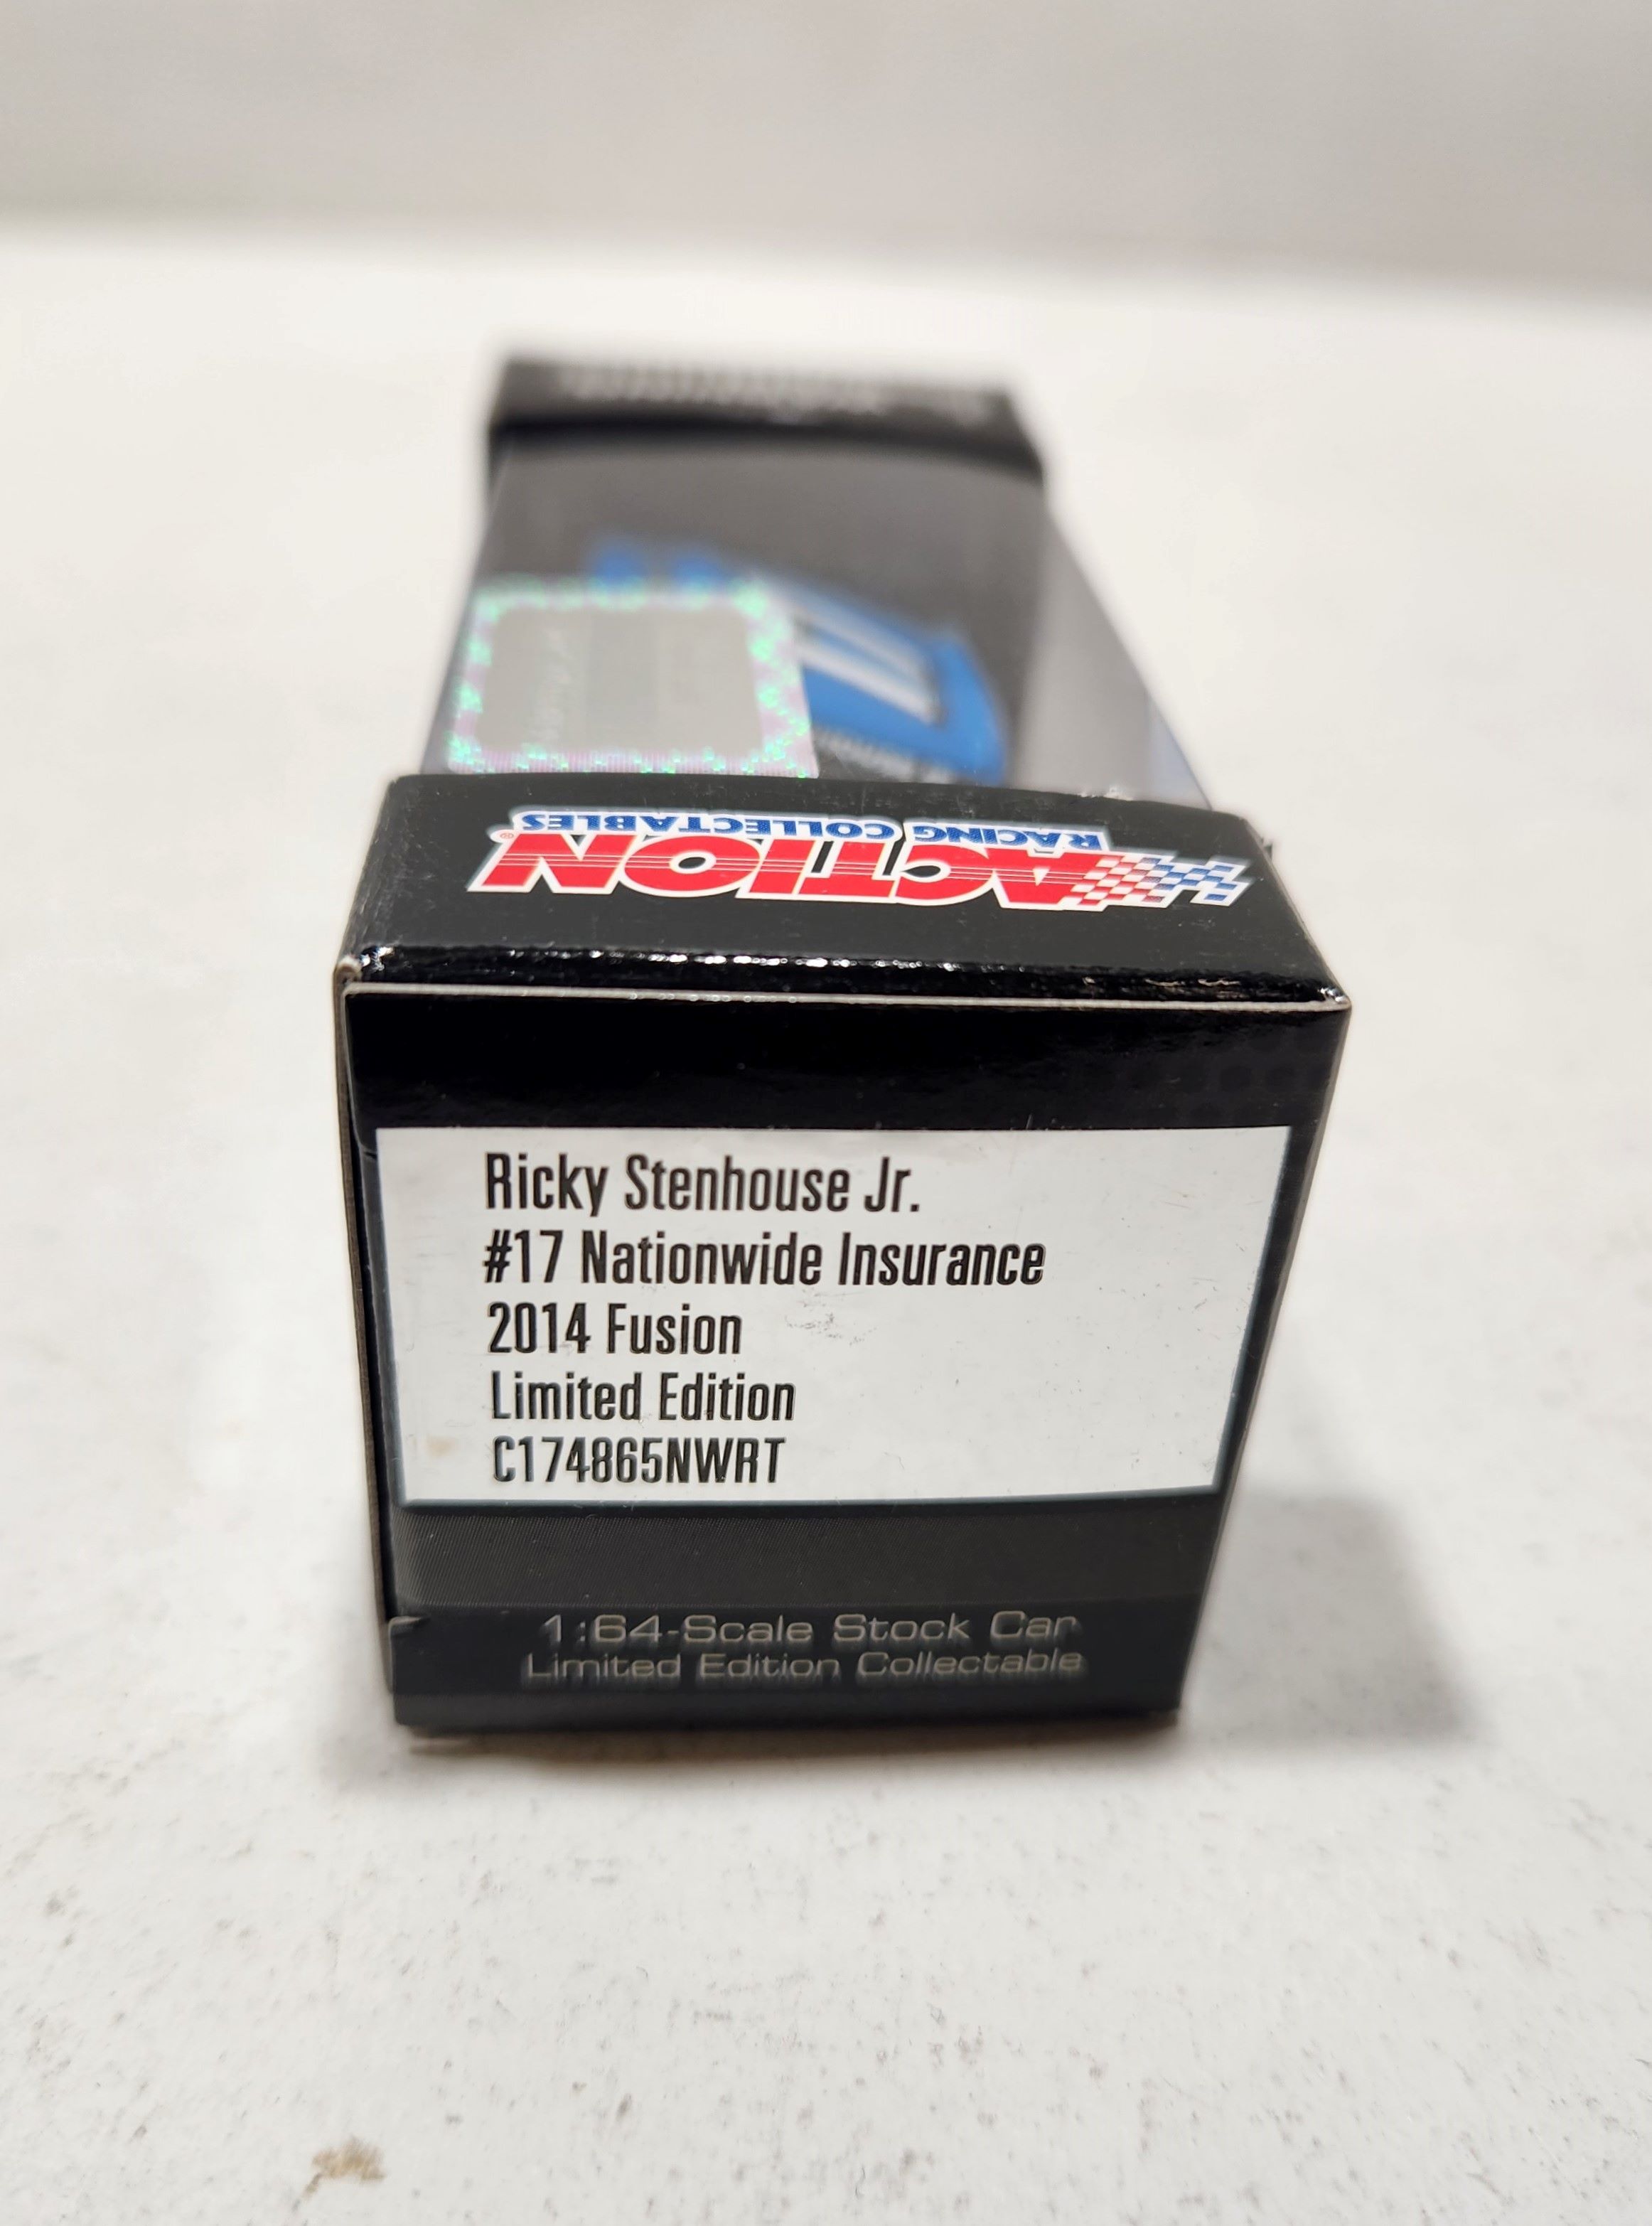 ACTION®
RACING COLLECTABLES
Ricky Stenhouse Jr.
#17 Nationwide Insurance
2014 Fusion
Limited Edition
C174865NWRT
1:64-Scale Stock Car
Limited Edition Collectable